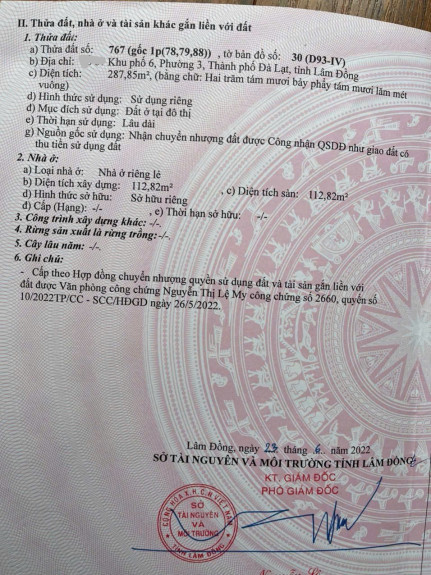 II. Thửa đất, nhà ở và tài sản khác gắn liền với đất
1. Thửa đất:
a) Thửa đất số: 767 (gốc 1p(78,79,88)) , tờ bản đồ số: 30 (D93-IV)
b) Địa chỉ: Khu phố 6, Phường 3, Thành phố Đà Lạt, tỉnh Lâm Đồng
c) Diện tích: 287,85m², (bằng chữ: Hai trăm tám mươi bảy phẩy tám mươi lăm mét
vuông)
d) Hình thức sử dụng: Sử dụng riêng
đ) Mục đích sử dụng: Đất ở tại đô thị
e) Thời hạn sử dụng: Lâu dài
g) Nguồn gốc sử dụng: Nhận chuyển nhượng đất được Công nhận QSDĐ như giao đất có
thu tiền sử dụng đất
2. Nhà ở:
a) Loại nhà ở: Nhà ở riêng lẻ
b) Diện tích xây dựng: 112,82m² , c) Diện tích sàn: 112,82m²
d) Hình thức sở hữu: Sở hữu riêng
đ) Cấp (Hạng): -/- , e) Thời hạn sở hữu: -/-
3. Công trình xây dựng khác: -/-.
4. Rừng sản xuất là rừng trồng:-/-.
5. Cây lâu năm: -/-.
6. Ghi chú:
- Cấp theo Hợp đồng chuyển nhượng quyền sử dụng đất và tài sản gắn liền với
đất được Văn phòng công chứng Nguyễn Thị Lệ My công chứng số 2660, quyển số
10/2022TP/CC - SCC/HĐGD ngày 26/5/2022.
Lâm Đồng, ngày 23 tháng 6 năm 2022
SỞ TÀI NGUYÊN VÀ MÔI TRƯỜNG TỈNH LÂM ĐỒNG
KT. GIÁM ĐỐC
PHÓ GIÁM ĐỐC
CỘNG HÒA X.H.C.N VIỆT NAM
SỞ
TÀI NGUYÊN
VÀ
MÔI TRƯỜNG
TỈNH LÂM ĐỒNG